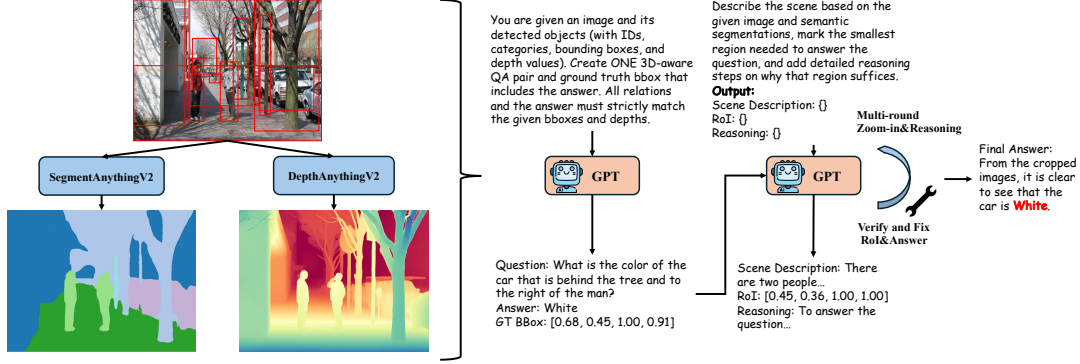 SegmentAnythingV2
DepthAnythingV2
You are given an image and its
detected objects (with IDs,
categories, bounding boxes, and
depth values). Create ONE 3D-aware
QA pair and ground truth bbox that
includes the answer. All relations
and the answer must strictly match
the given bboxes and depths.
GPT
Question: What is the color of the
car that is behind the tree and to
the right of the man?
Answer: White
GT BBox: [0.68, 0.45, 1.00, 0.91]
Describe the scene based on the
given image and semantic
segmentations, mark the smallest
region needed to answer the
question, and add detailed reasoning
steps on why that region suffices.
Output:
Scene Description: {}
RoI: {}
Reasoning: {}
GPT
Multi-round
Zoom-in&Reasoning
Verify and Fix
RoI&Answer
Scene Description: There
are two people...
RoI: [0.45, 0.36, 1.00, 1.00]
Reasoning: To answer the
question...
Final Answer:
From the cropped
images, it is clear
to see that the
car is White.